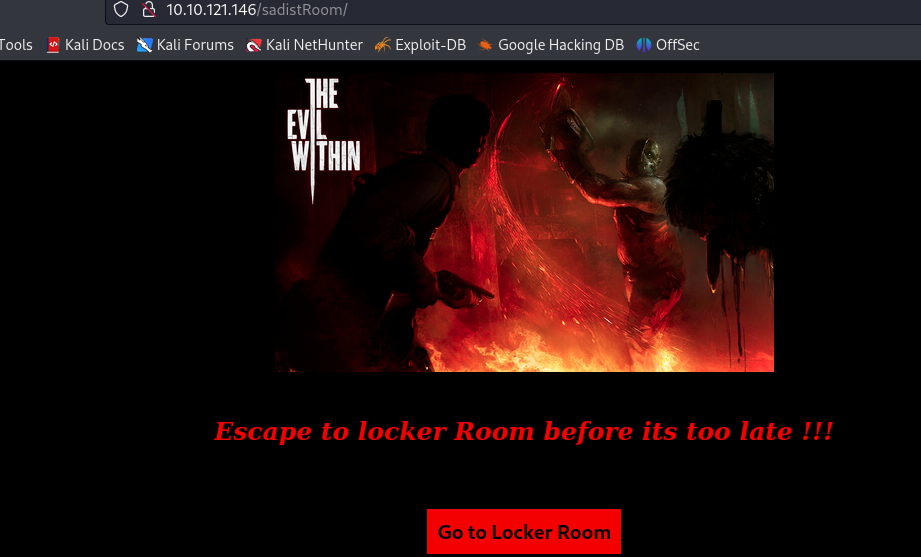 10.10.121.146/sadistRoom/
Tools Kali Docs Kali Forums Kali NetHunter Exploit-DB Google Hacking DB OffSec
THE
EVIL
WITHIN
Escape to locker Room before its too late !!!
Go to Locker Room